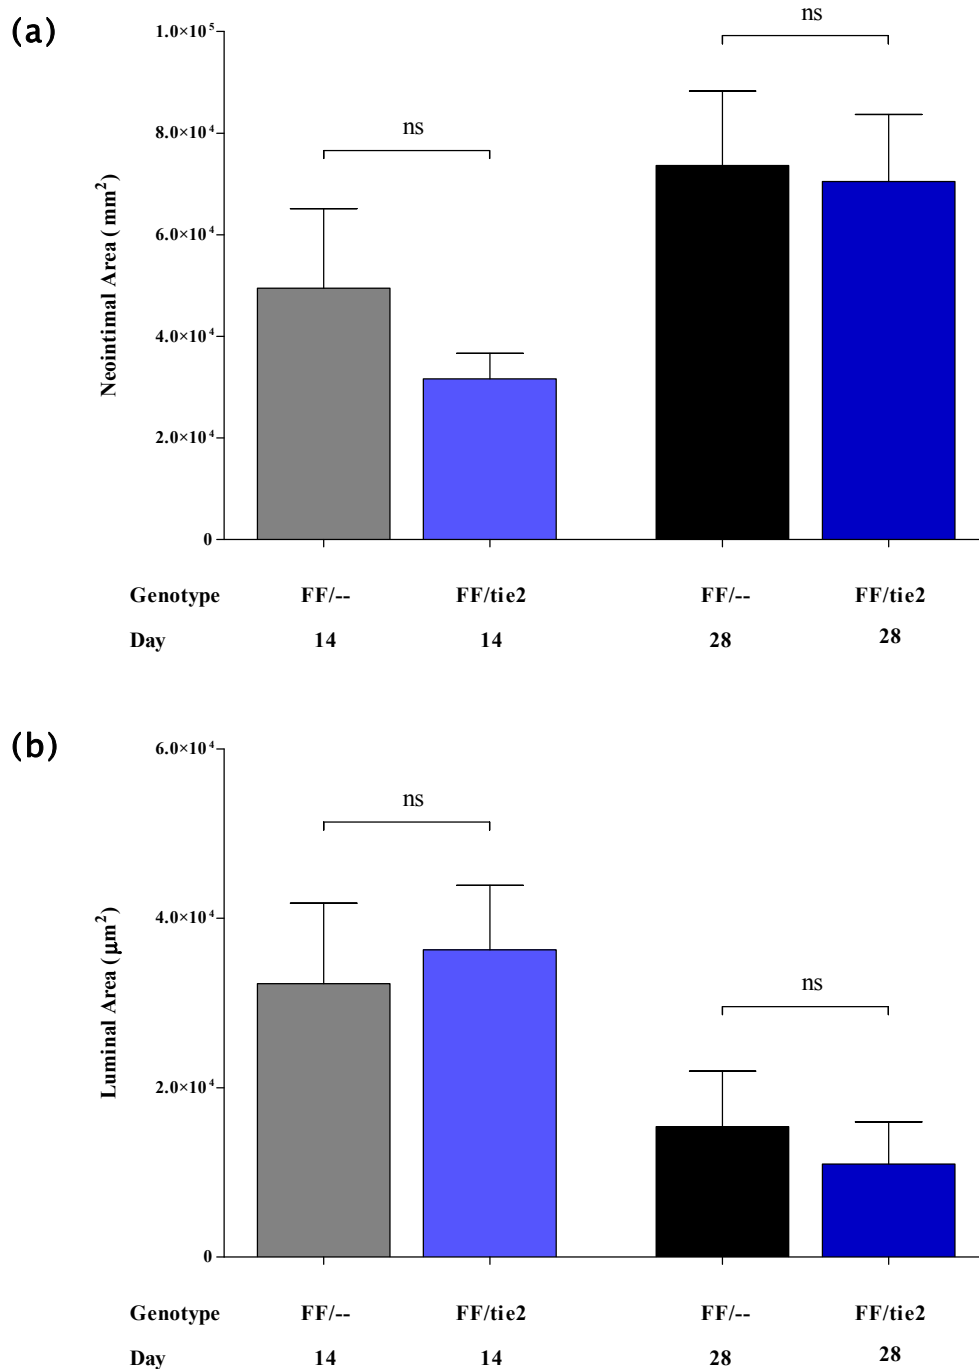 (a)
Neointimal Area ( mm²)
1.0×10⁵
8.0×10⁴
6.0×10⁴
4.0×10⁴
2.0×10⁴
0
ns
ns
Genotype FF/-- FF/tie2 FF/-- FF/tie2
Day 14 14 28 28
(b)
Luminal Area ( μm²)
6.0×10⁴
4.0×10⁴
2.0×10⁴
0
ns
ns
Genotype FF/-- FF/tie2 FF/-- FF/tie2
Day 14 14 28 28